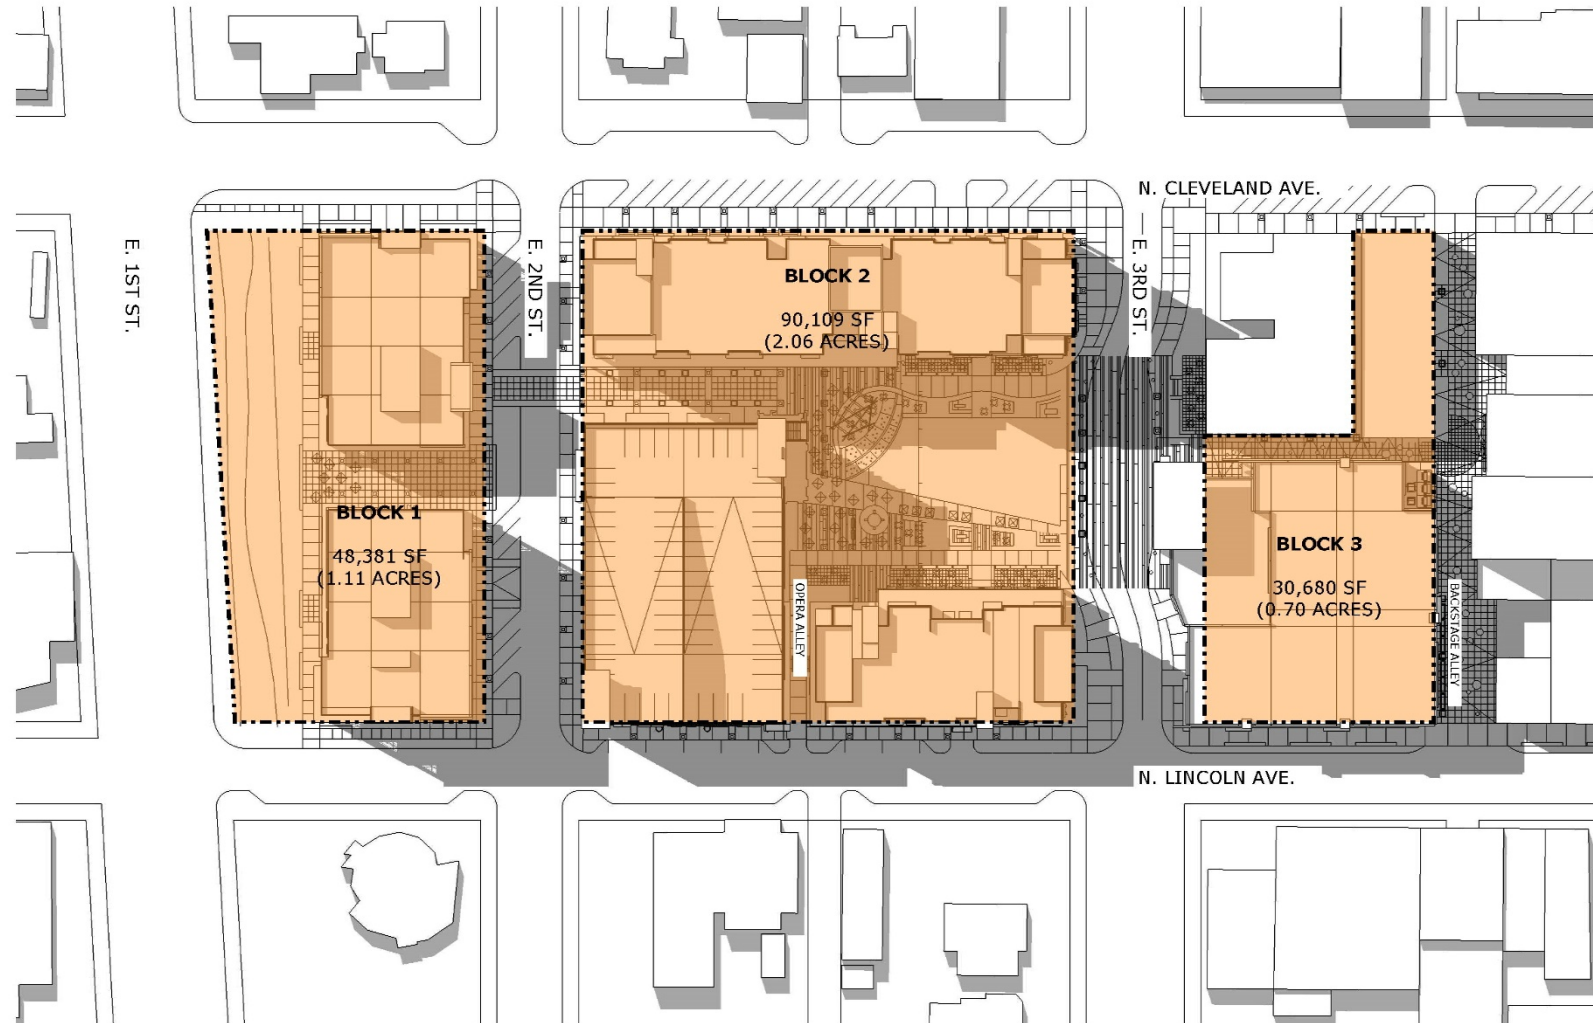 N. CLEVELAND AVE.
E. 1ST ST.
E. 2ND ST.
E. 3RD ST.
BLOCK 1
48,381 SF
(1.11 ACRES)
BLOCK 2
90,109 SF
(2.06 ACRES)
OPERA ALLEY
BLOCK 3
30,680 SF
(0.70 ACRES)
BACKSTAGE ALLEY
N. LINCOLN AVE.